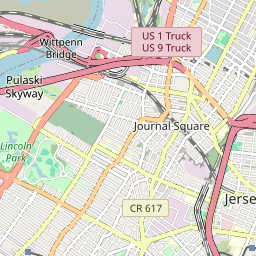 US 1 Truck
US 9 Truck
Wittpenn
Bridge
Pulaski
Skyway
Journal Square
Lincoln
Park
CR 617
Jerse